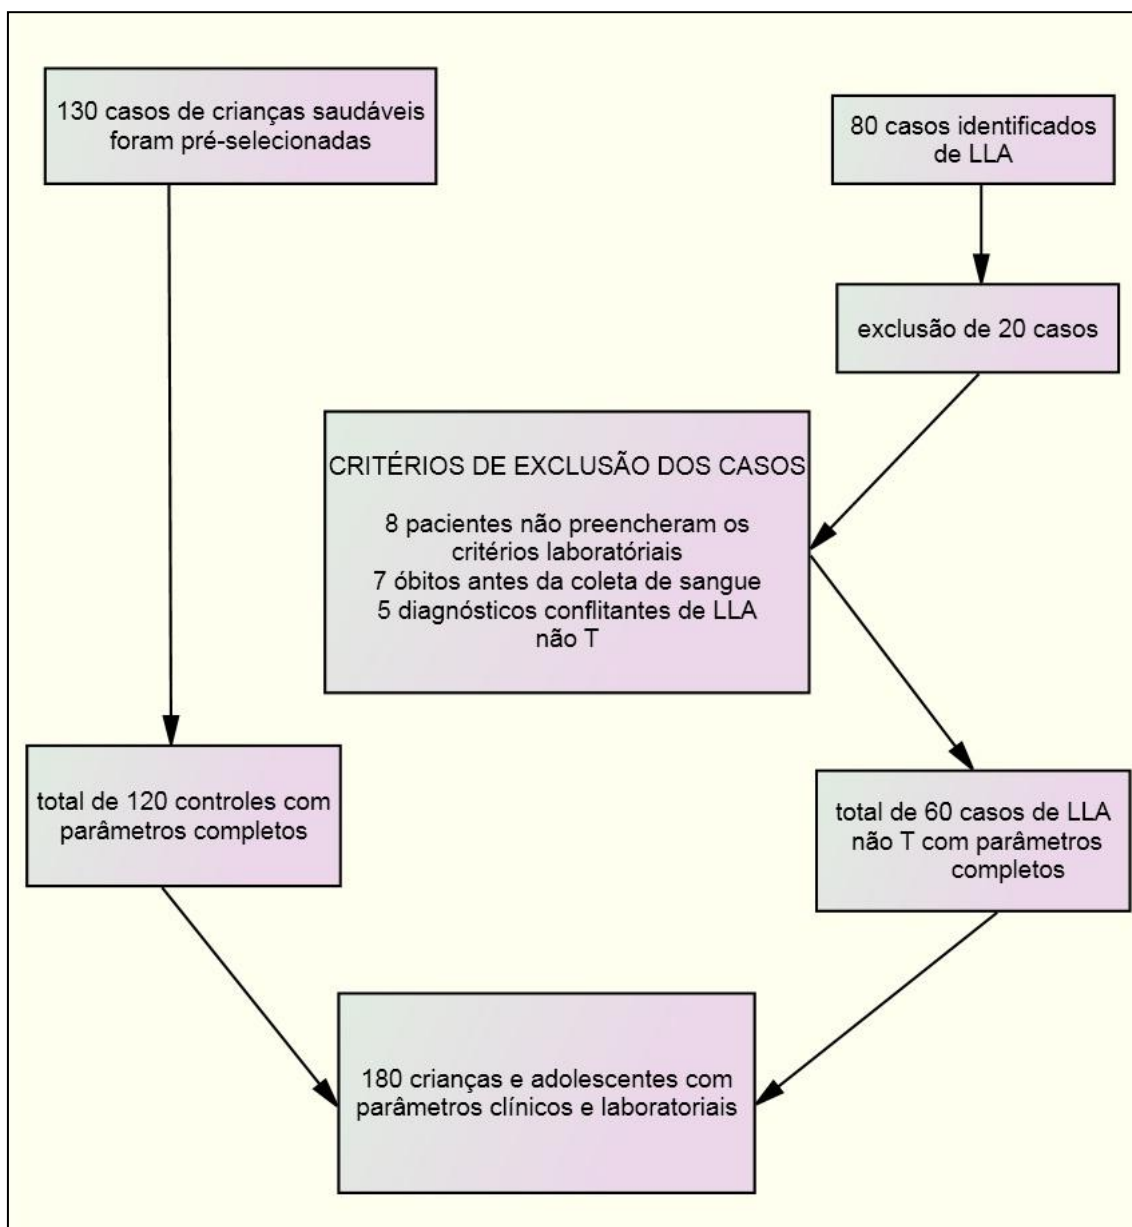 130 casos de crianças saudáveis
foram pré-selecionadas
80 casos identificados
de LLA
exclusão de 20 casos
CRITÉRIOS DE EXCLUSÃO DOS CASOS
8 pacientes não preencheram os
critérios laboratóriais
7 óbitos antes da coleta de sangue
5 diagnósticos conflitantes de LLA
não T
total de 120 controles com
parâmetros completos
total de 60 casos de LLA
não T com parâmetros
completos
180 crianças e adolescentes com
parâmetros clínicos e laboratoriais